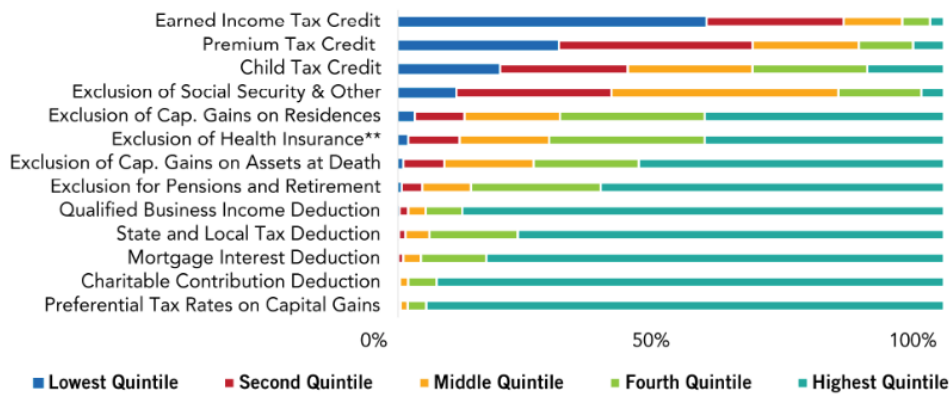 Earned Income Tax Credit
Premium Tax Credit
Child Tax Credit
Exclusion of Social Security & Other
Exclusion of Cap. Gains on Residences
Exclusion of Health Insurance**
Exclusion of Cap. Gains on Assets at Death
Exclusion for Pensions and Retirement
Qualified Business Income Deduction
State and Local Tax Deduction
Mortgage Interest Deduction
Charitable Contribution Deduction
Preferential Tax Rates on Capital Gains
0% 50% 100%
Lowest Quintile Second Quintile Middle Quintile Fourth Quintile Highest Quintile